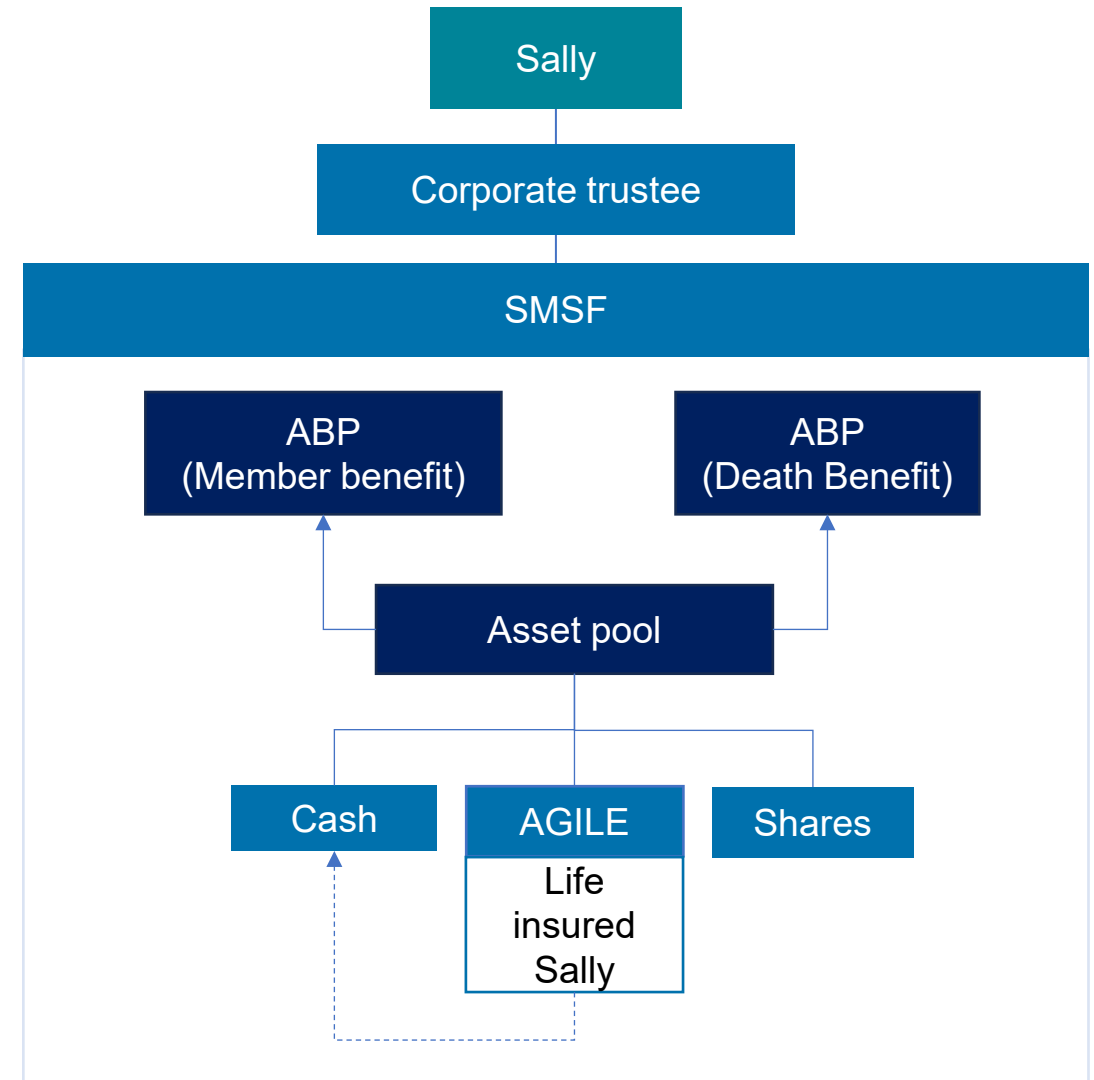 Sally
Corporate trustee
SMSF
ABP
(Member benefit)
ABP
(Death Benefit)
Asset pool
Cash
AGILE
Shares
Life
insured
Sally